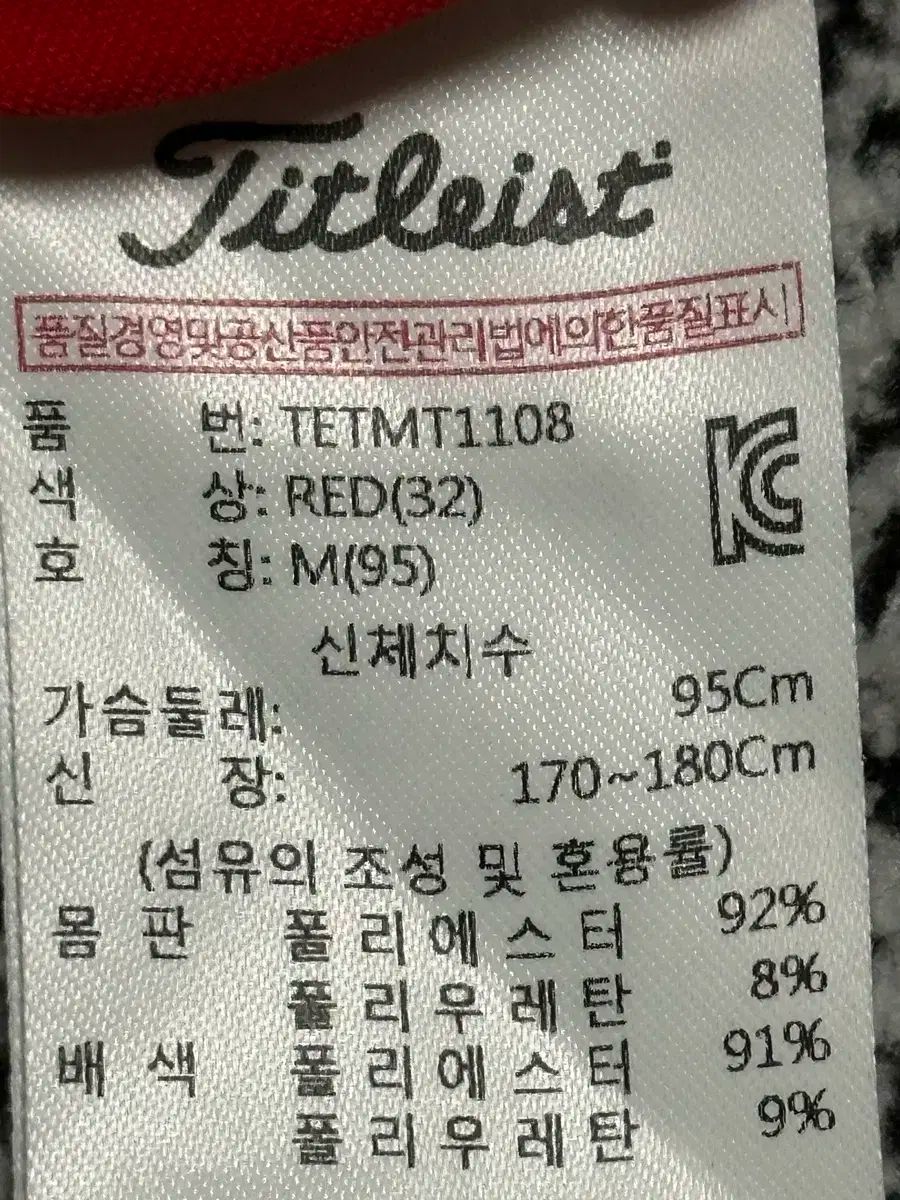 Titleist
품질경영및공산품안전관리법에의한품질표시
품 번: TETMT1108
색 상: RED(32)
호 칭: M(95)
KC
신체치수
가슴둘레: 95Cm
신 장: 170~180Cm
(섬유의 조성 및 혼용률)
몸 판 폴리에스터 92%
폴리우레탄 8%
배 색 폴리에스터 91%
폴리우레탄 9%